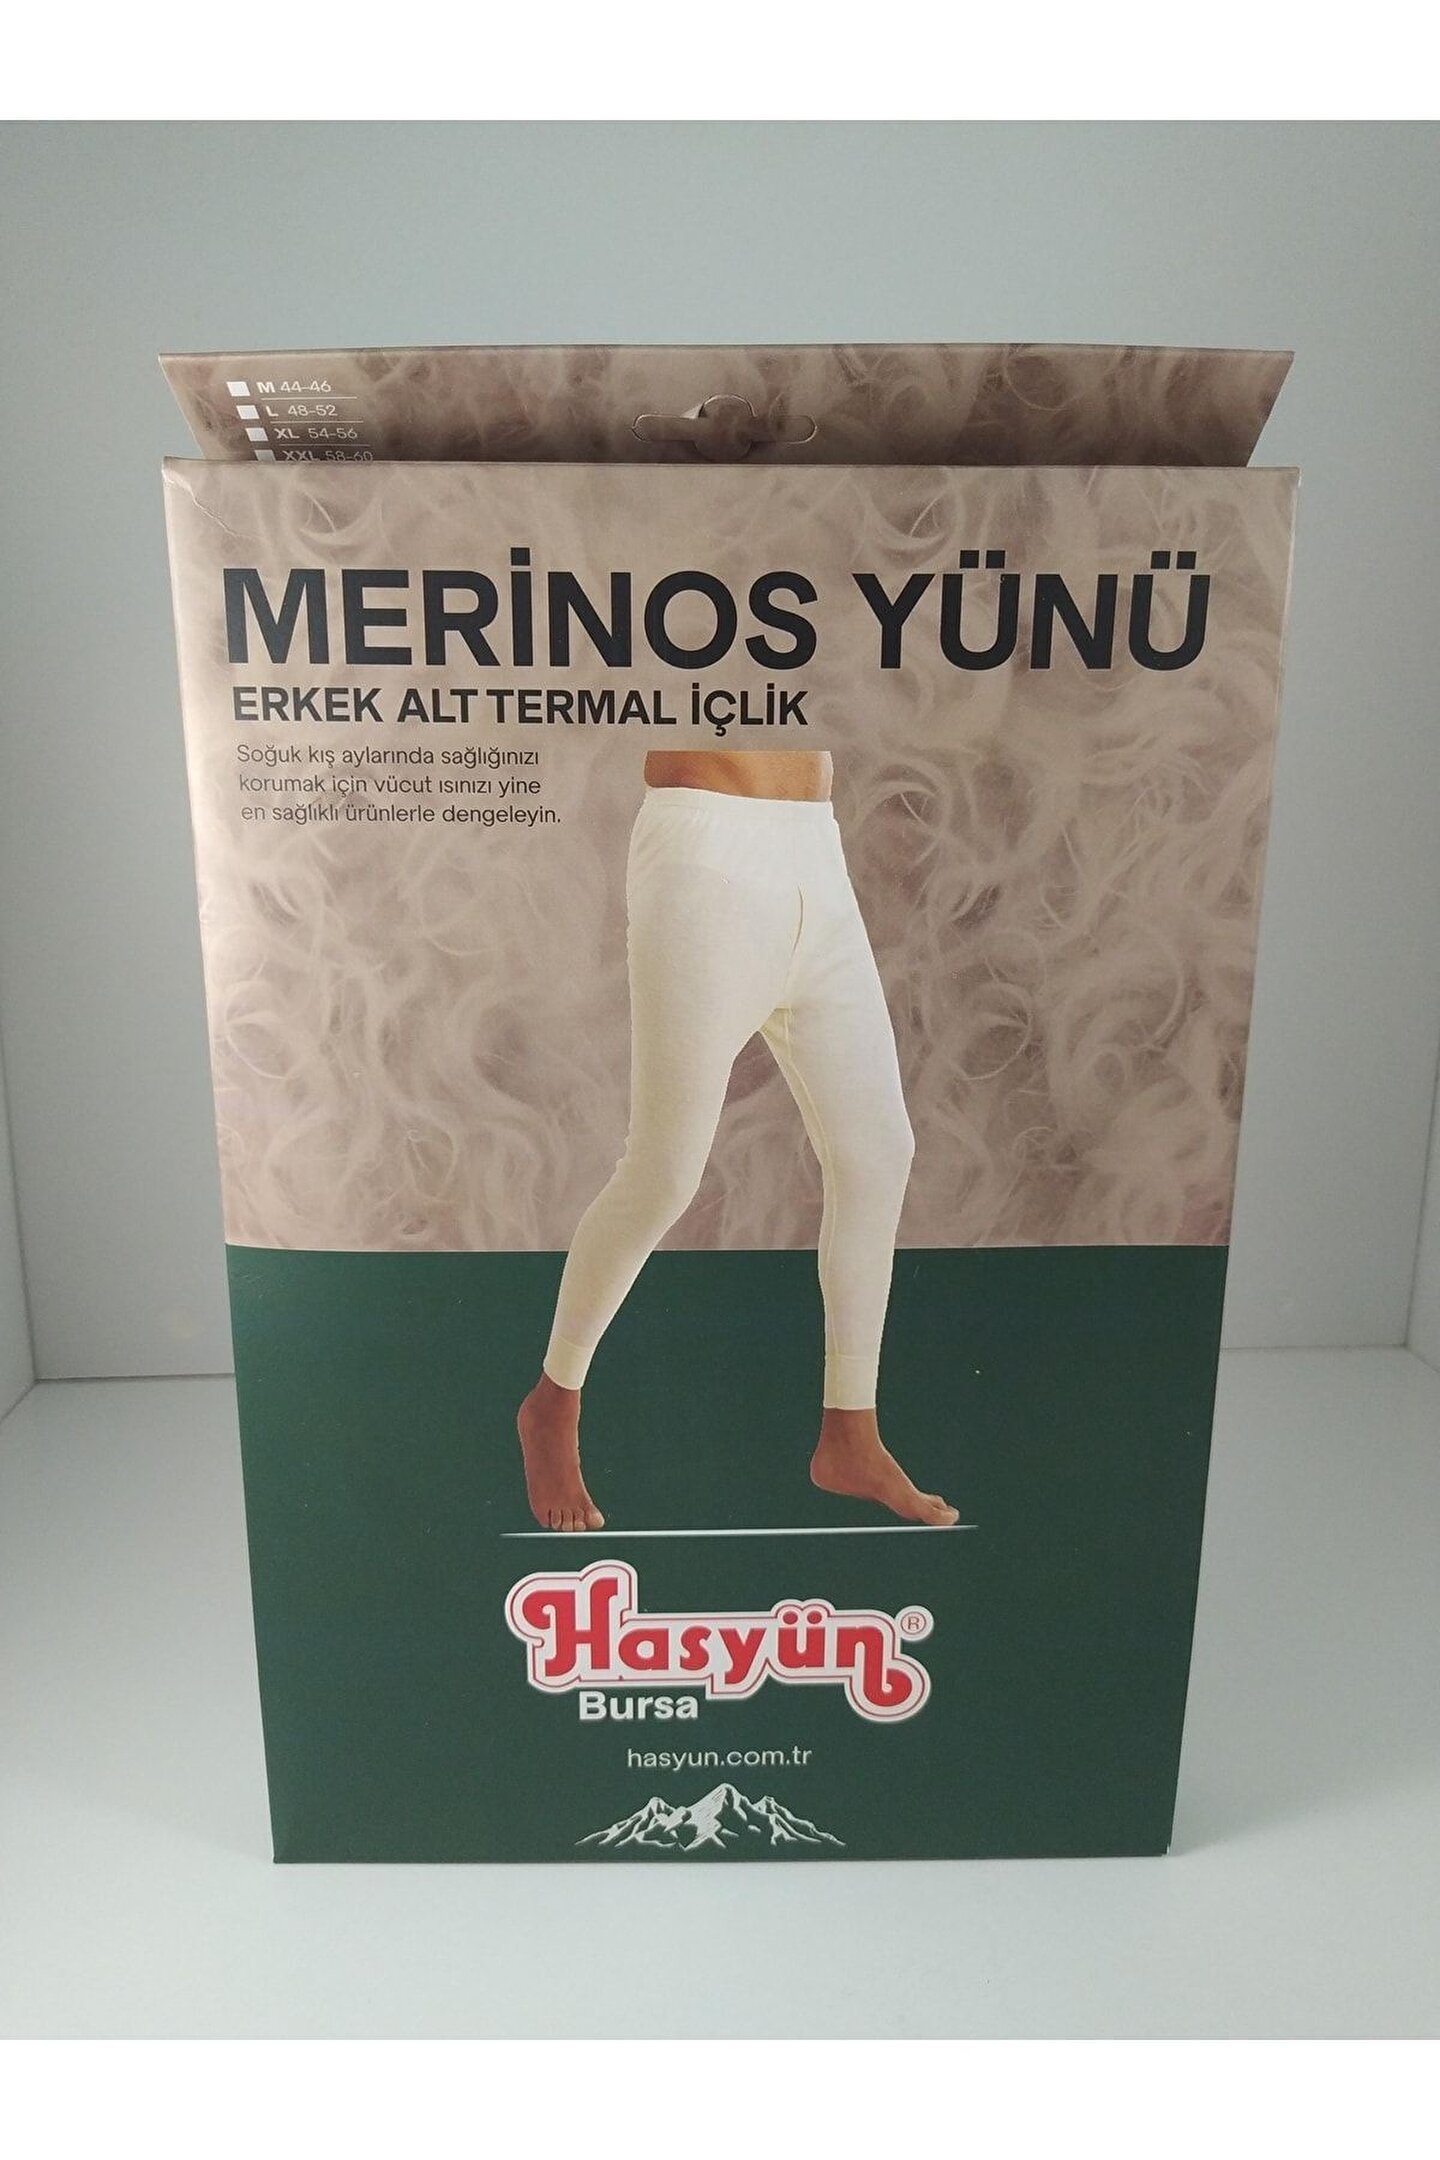 M 44-46
L 48-52
XL 54-56
XXL 58-60
MERİNOS YÜNÜ
ERKEK ALT TERMAL İÇLİK
Soğuk kış aylarında sağlığınızı
korumak için vücut ısınızı yine
en sağlıklı ürünlerle dengeleyin.
Hasyün®
Bursa
hasyun.com.tr